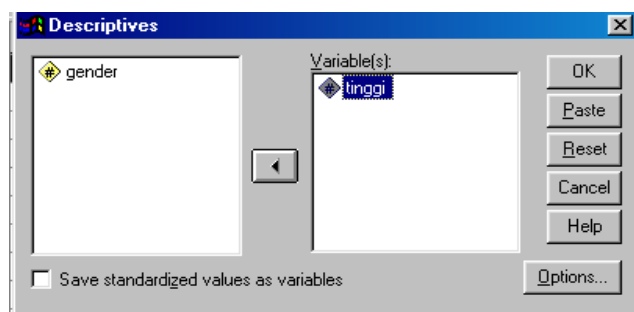 Descriptives
gender
Variable(s):
tinggi
OK
Paste
Reset
Cancel
Help
Save standardized values as variables
Options...